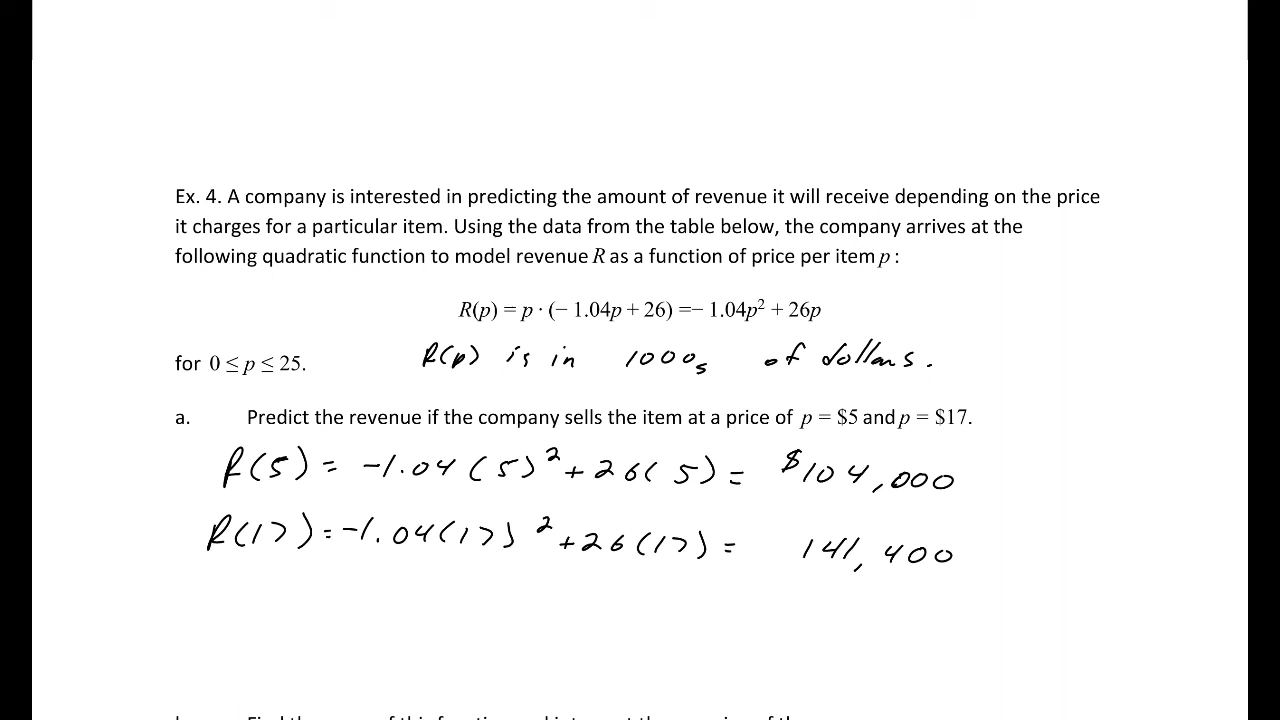 Ex. 4. A company is interested in predicting the amount of revenue it will receive depending on the price
it charges for a particular item. Using the data from the table below, the company arrives at the
following quadratic function to model revenue R as a function of price per item p :
R(p) = p · (− 1.04p + 26) =− 1.04p² + 26p
for 0 ≤ p ≤ 25. R(p) is in 1000s of dollars.
a. Predict the revenue if the company sells the item at a price of p = $5 and p = $17.
R(5) = -1.04(5)² + 26(5) = $104,000
R(17) = -1.04(17)² + 26(17) = 141,400